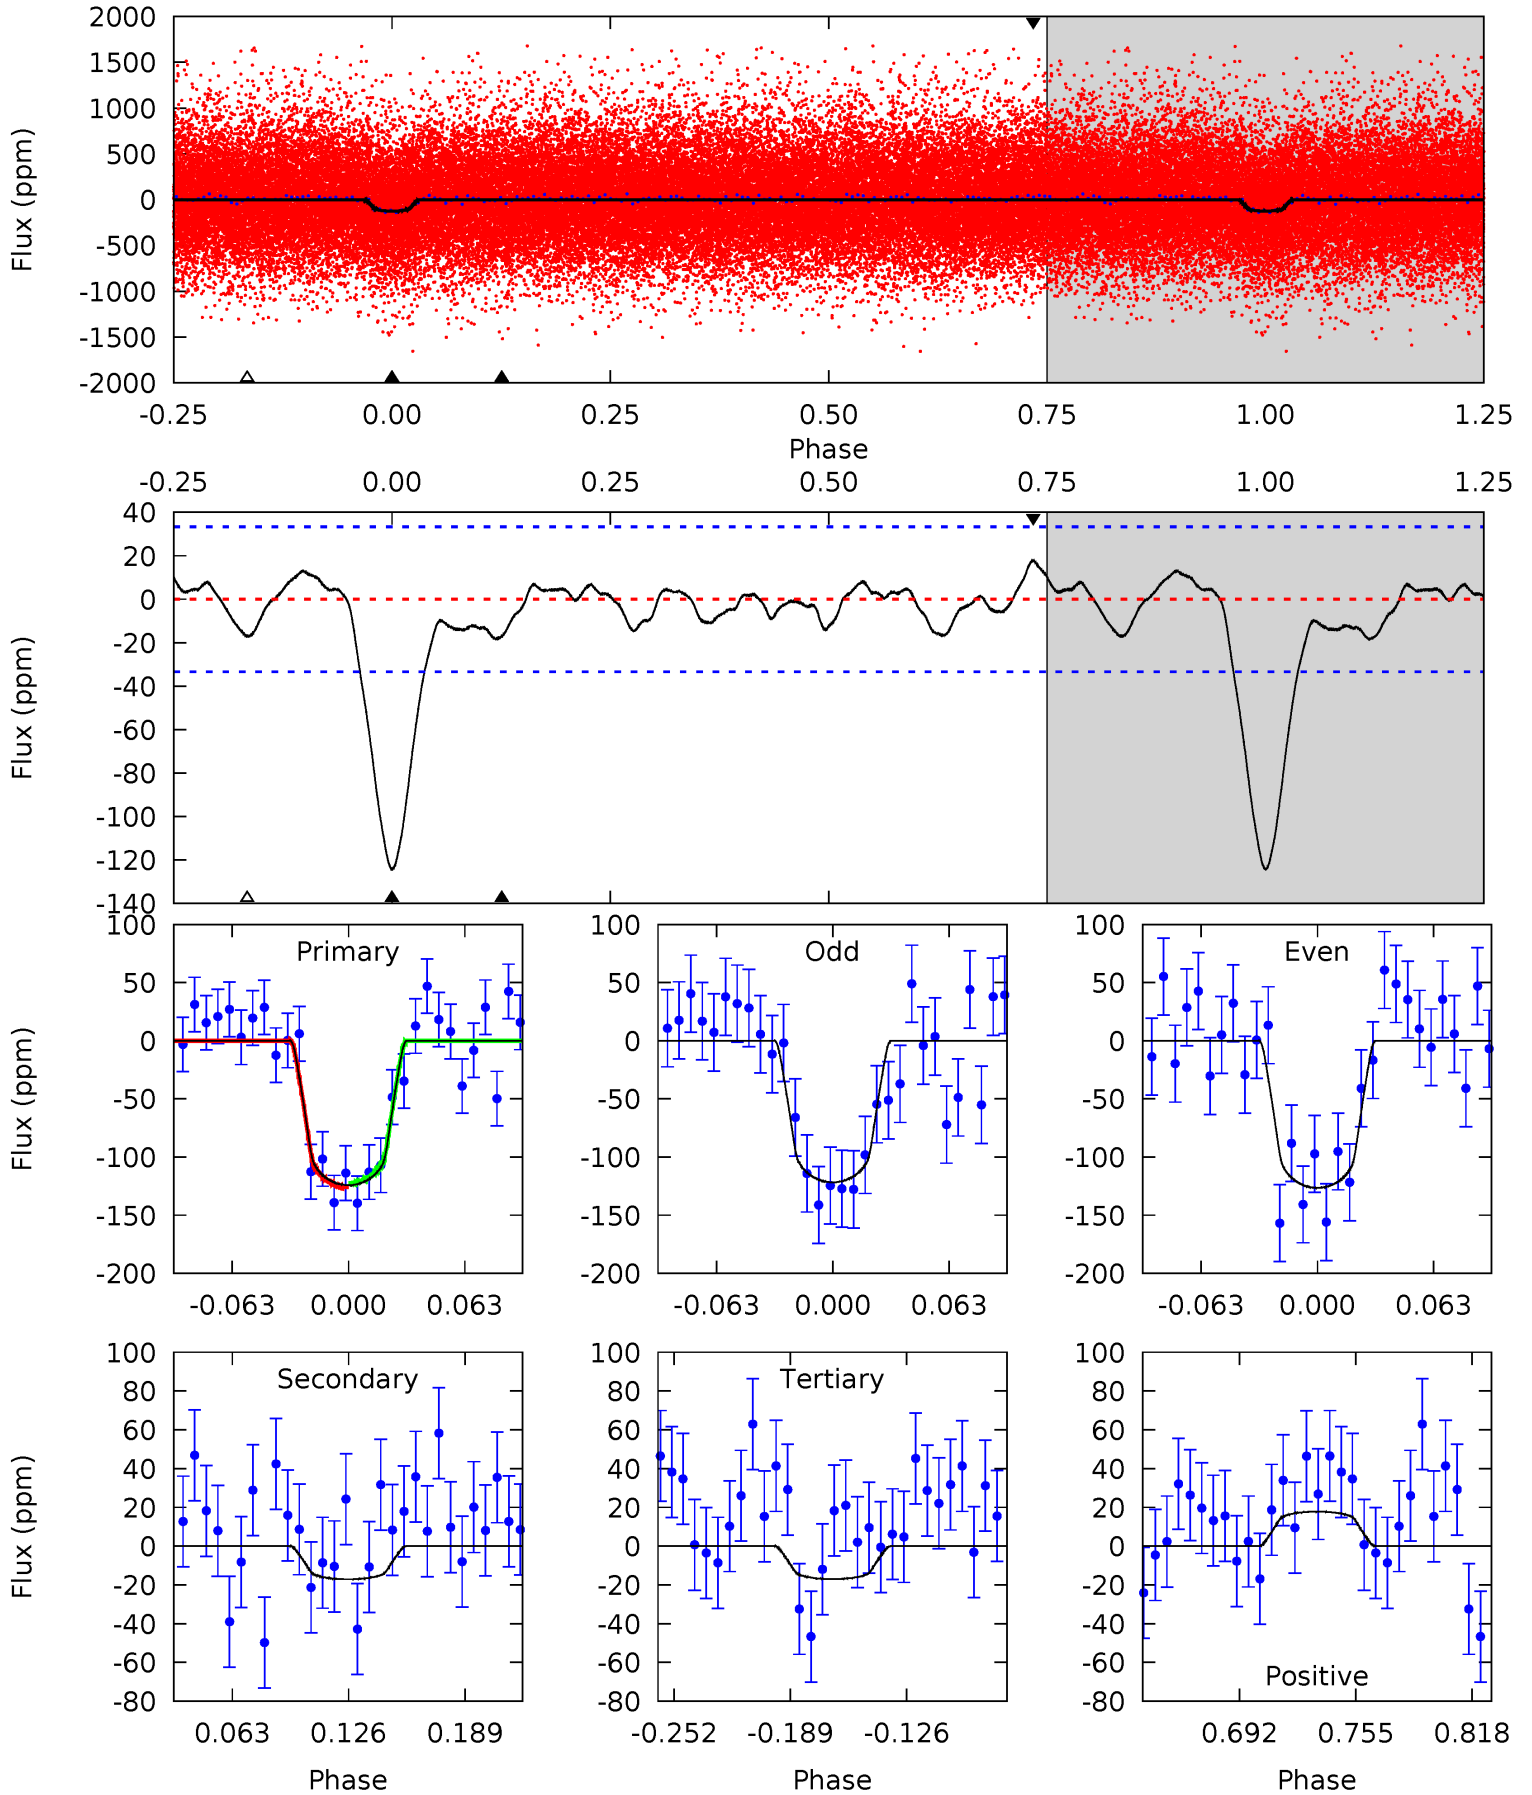 2000
1500
1000
500
0
-500
-1000
-1500
-2000
Flux (ppm)
-0.25 0.00 0.25 0.50 0.75 1.00 1.25
Phase
-0.25 0.00 0.25 0.50 0.75 1.00 1.25
40
20
0
-20
-40
-60
-80
-100
-120
-140
Flux (ppm)
Primary Odd Even
100 100 100
50 50 50
0 0 0
-50 -50 -50
-100 -100 -100
-150 -150 -150
-200 -200 -200
Flux (ppm)
-0.063 0.000 0.063 -0.063 0.000 0.063 -0.063 0.000 0.063
Secondary Tertiary Positive
100 100 100
80 80 80
60 60 60
40 40 40
20 20 20
0 0 0
-20 -20 -20
-40 -40 -40
-60 -60 -60
-80 -80 -80
Flux (ppm)
0.063 0.126 0.189 -0.252 -0.189 -0.126 0.692 0.755 0.818
Phase Phase Phase